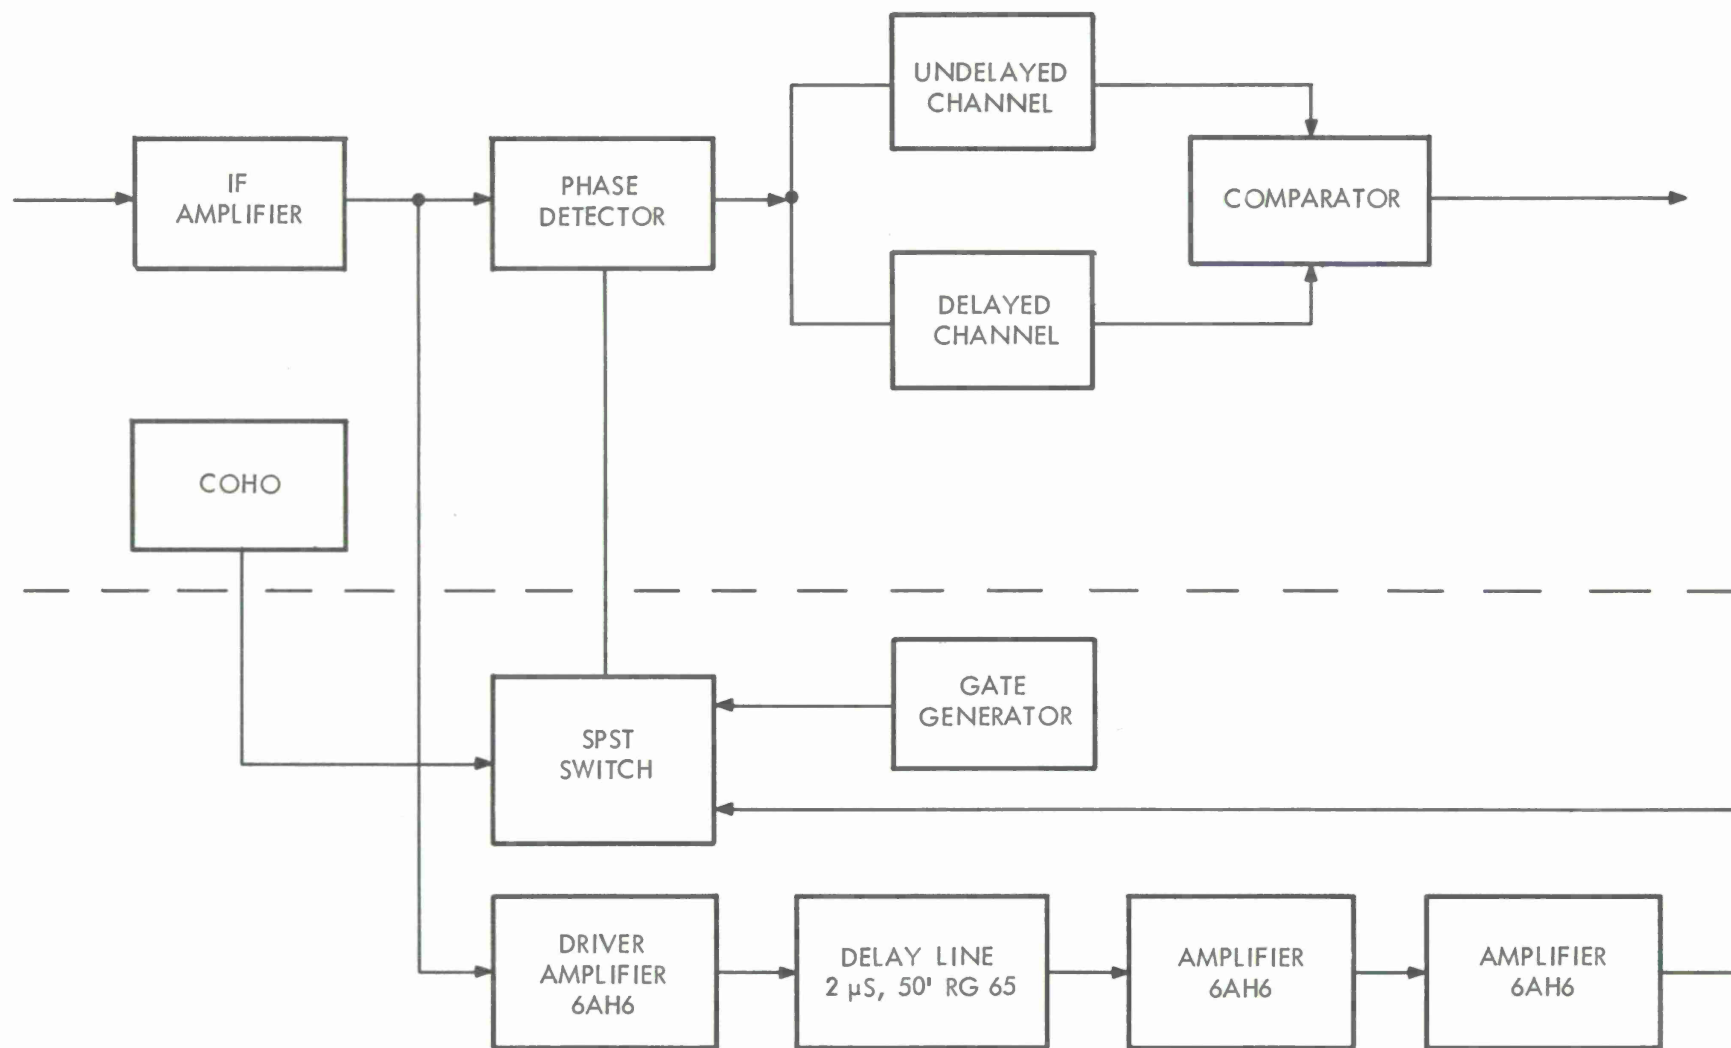 UNDELAYED
CHANNEL
IF
AMPLIFIER
PHASE
DETECTOR
COMPARATOR
DELAYED
CHANNEL
COHO
GATE
GENERATOR
SPST
SWITCH
DRIVER
AMPLIFIER
6AH6
DELAY LINE
2 µS, 50' RG 65
AMPLIFIER
6AH6
AMPLIFIER
6AH6